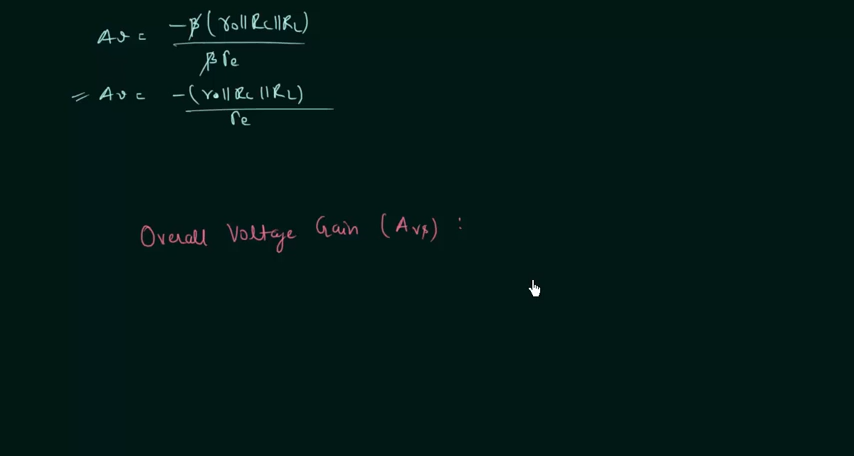 Av = -β(ro||Rc||RL) / βre
= Av = -(ro||Rc||RL) / re
Overall Voltage Gain (Avs) :